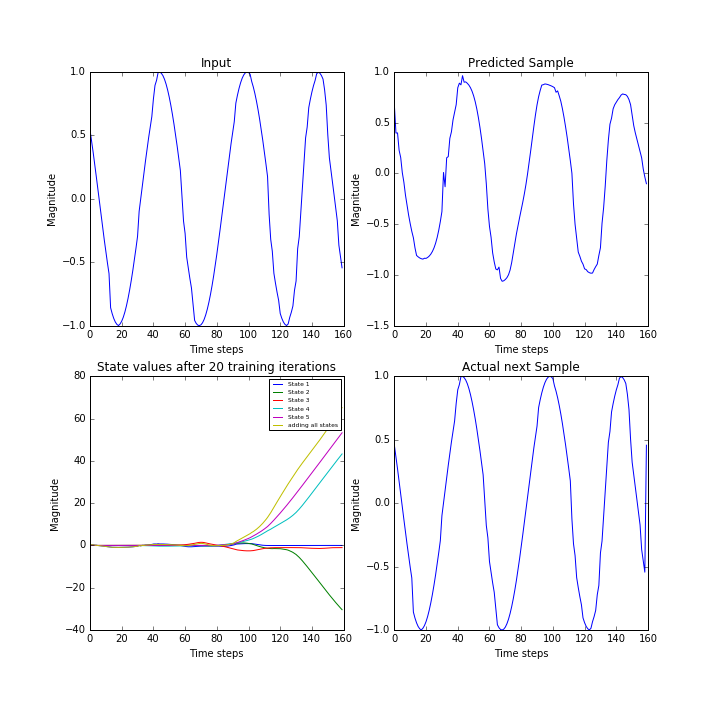 Input
Magnitude
1.0
0.5
0.0
−0.5
−1.0
0 20 40 60 80 100 120 140 160
Time steps
Predicted Sample
Magnitude
1.0
0.5
0.0
−0.5
−1.0
−1.5
0 20 40 60 80 100 120 140 160
Time steps
State values after 20 training iterations
Magnitude
80
60
40
20
0
−20
−40
State 1
State 2
State 3
State 4
State 5
adding all states
0 20 40 60 80 100 120 140 160
Time steps
Actual next Sample
Magnitude
1.0
0.5
0.0
−0.5
−1.0
0 20 40 60 80 100 120 140 160
Time steps